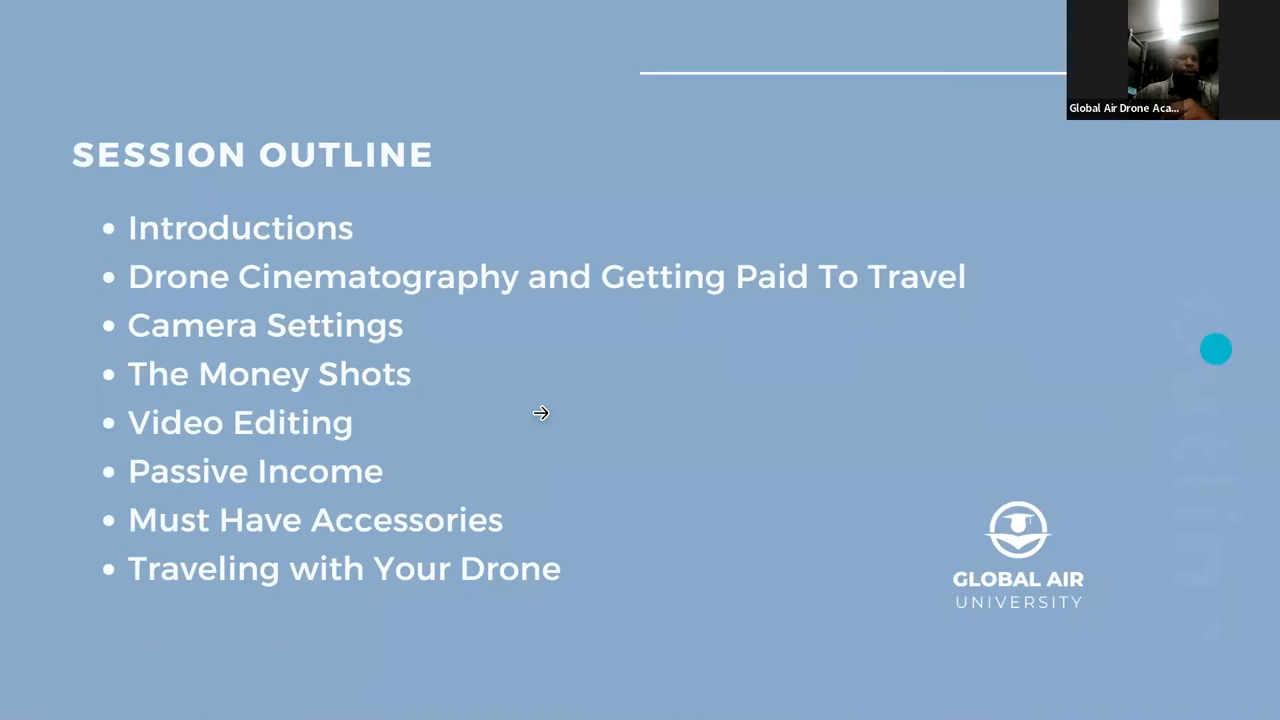 Global Air Drone Aca...
SESSION OUTLINE
Introductions
Drone Cinematography and Getting Paid To Travel
Camera Settings
The Money Shots
Video Editing
Passive Income
Must Have Accessories
Traveling with Your Drone
GLOBAL AIR
UNIVERSITY
Outline